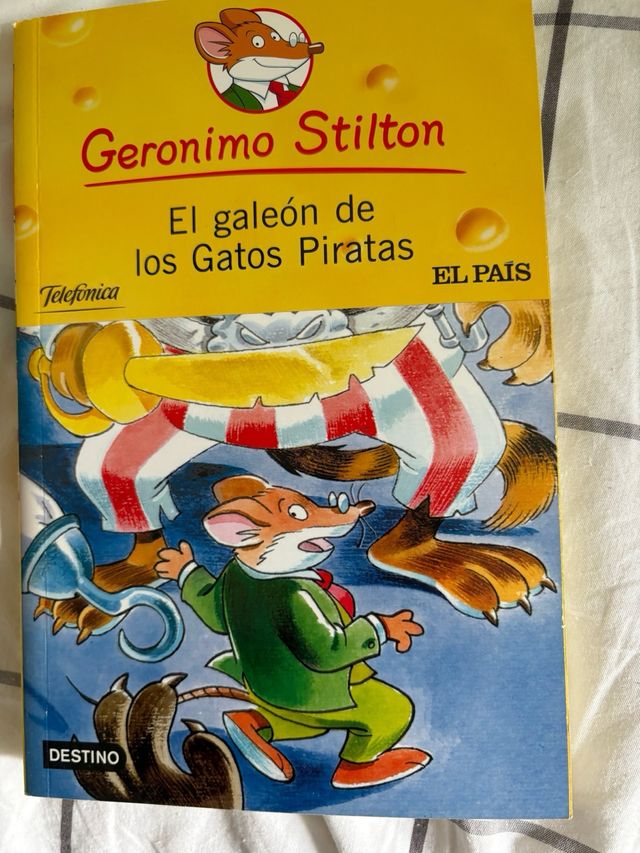 Geronimo Stilton
El galeón de
los Gatos Piratas
Telefónica
EL PAÍS
DESTINO